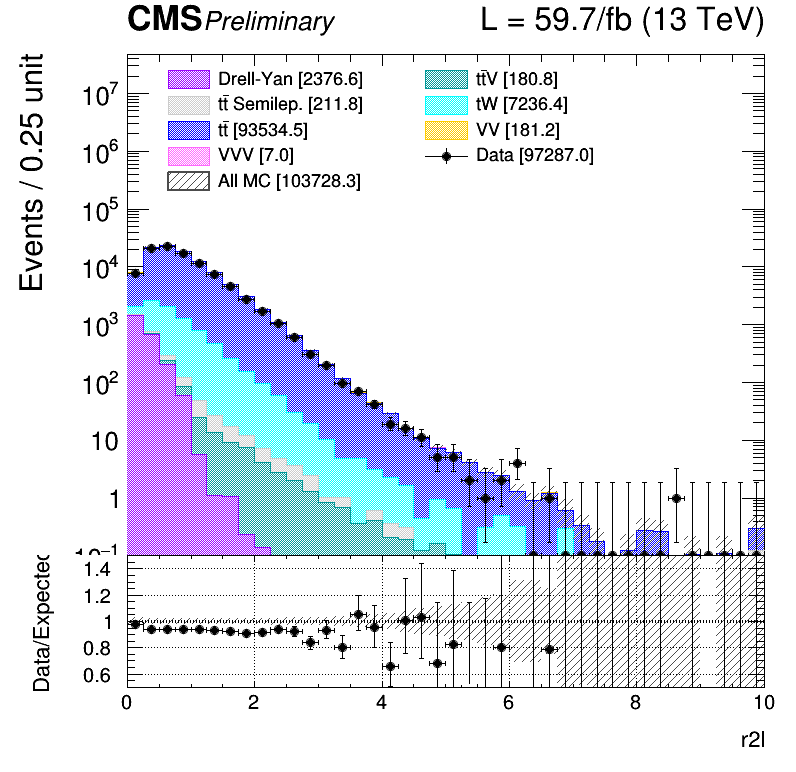 CMS Preliminary L = 59.7/fb (13 TeV)
Events / 0.25 unit
Drell-Yan [2376.6]
tt̄V [180.8]
tt̄ Semilep. [211.8]
tW [7236.4]
tt̄ [93534.5]
VV [181.2]
VVV [7.0]
Data [97287.0]
All MC [103728.3]
10⁷
10⁶
10⁵
10⁴
10³
10²
10
1
10⁻¹
Data/Expected
1.4
1.2
1
0.8
0.6
0 2 4 6 8 10
r2l